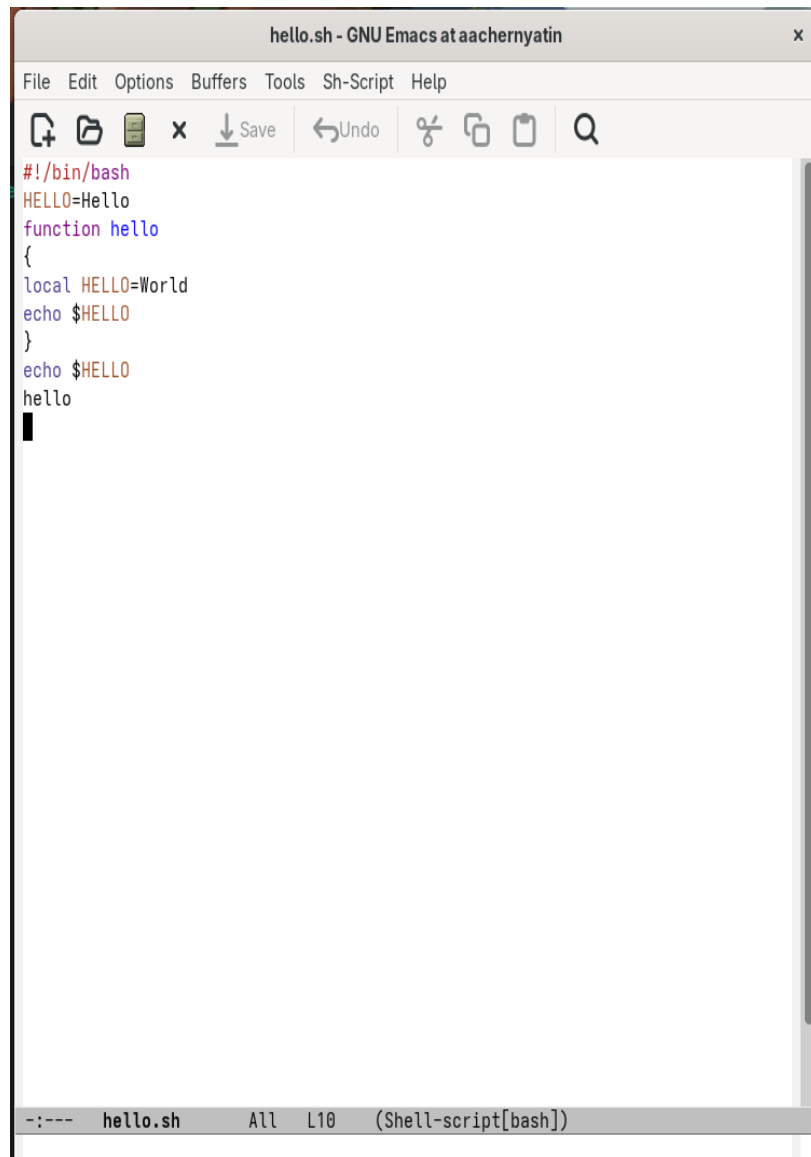 hello.sh - GNU Emacs at aachernyatin
File Edit Options Buffers Tools Sh-Script Help
Save Undo
#!/bin/bash
HELLO=Hello
function hello
{
local HELLO=World
echo $HELLO
}
echo $HELLO
hello
-:--- hello.sh All L10 (Shell-script[bash])